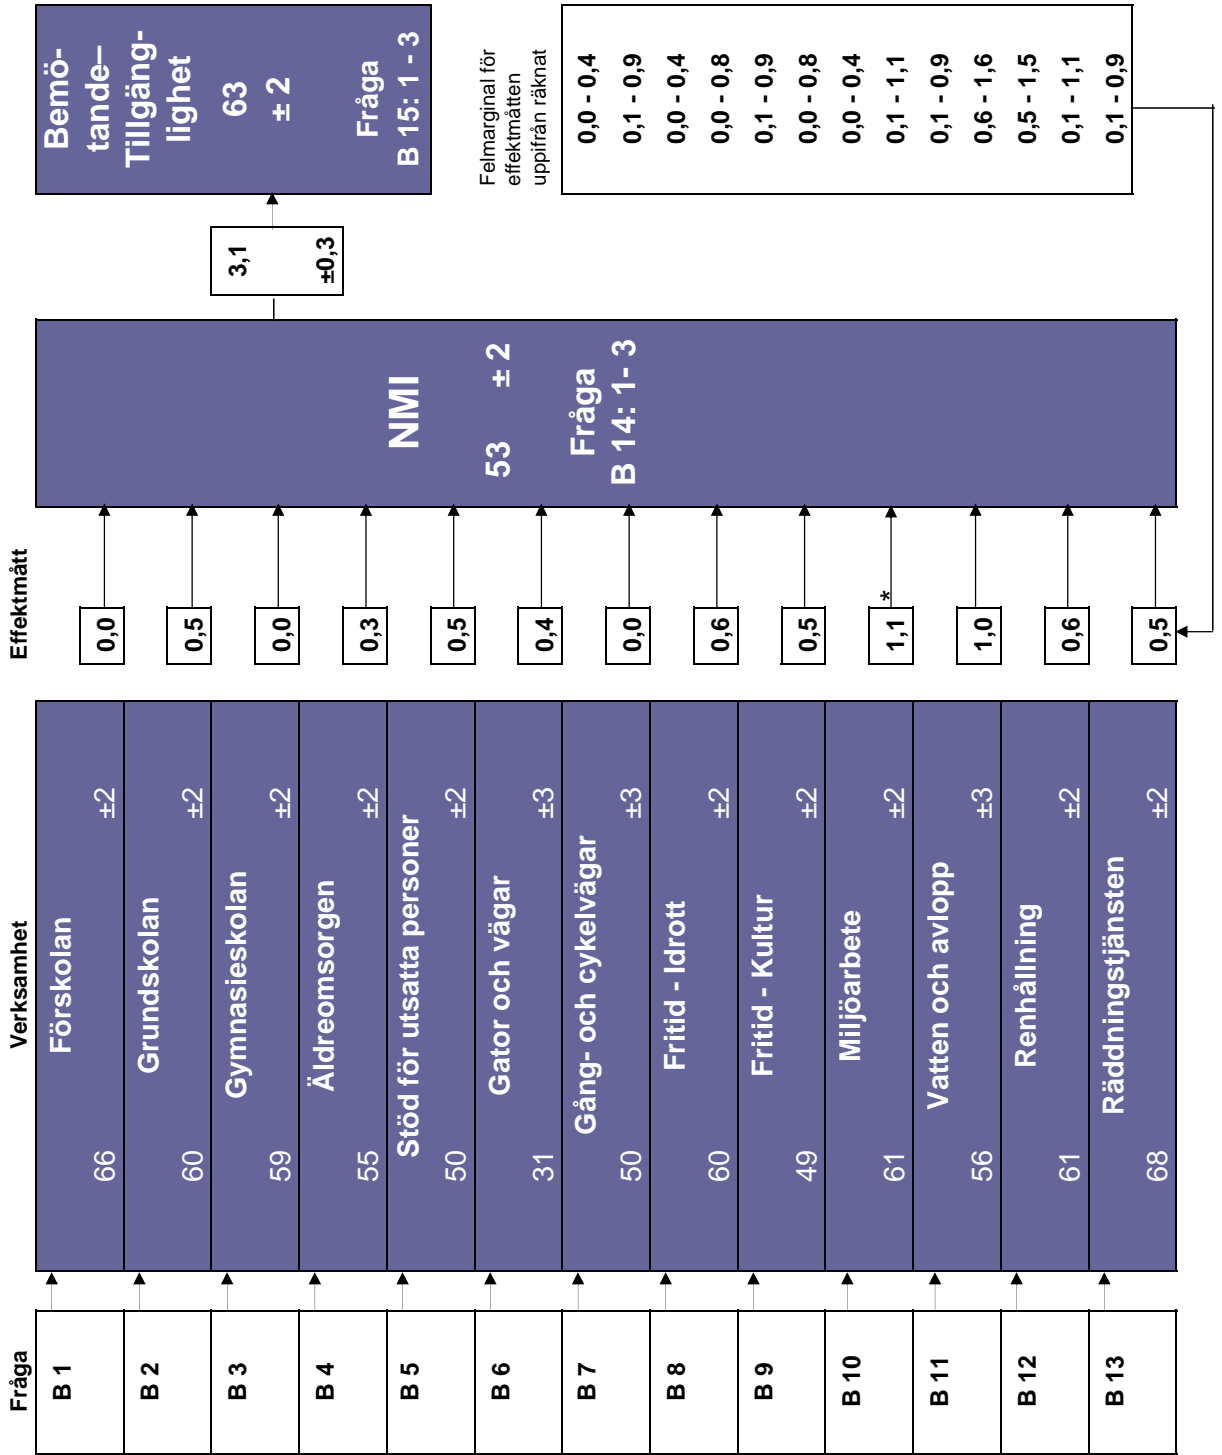 Fråga
Verksamhet
Effektmått
B 1
Förskolan
66 ±2
0,0
B 2
Grundskolan
60 ±2
0,5
B 3
Gymnasieskolan
59 ±2
0,0
B 4
Äldreomsorgen
55 ±2
0,3
B 5
Stöd för utsatta personer
50 ±2
0,5
B 6
Gator och vägar
31 ±3
0,4
B 7
Gång- och cykelvägar
50 ±3
0,0
B 8
Fritid - Idrott
60 ±2
0,6
B 9
Fritid - Kultur
49 ±2
0,5
B 10
Miljöarbete
61 ±2
1,1 *
B 11
Vatten och avlopp
56 ±3
1,0
B 12
Renhållning
61 ±2
0,6
B 13
Räddningstjänsten
68 ±2
0,5
NMI
53 ± 2
Fråga
B 14: 1- 3
3,1
±0,3
Bemö-
tande–
Tillgäng-
lighet
63
± 2
Fråga
B 15: 1 - 3
Felmarginal för
effektmåtten
uppifrån räknat
0,0 - 0,4
0,1 - 0,9
0,0 - 0,4
0,0 - 0,8
0,1 - 0,9
0,0 - 0,8
0,0 - 0,4
0,1 - 1,1
0,1 - 0,9
0,6 - 1,6
0,5 - 1,5
0,1 - 1,1
0,1 - 0,9